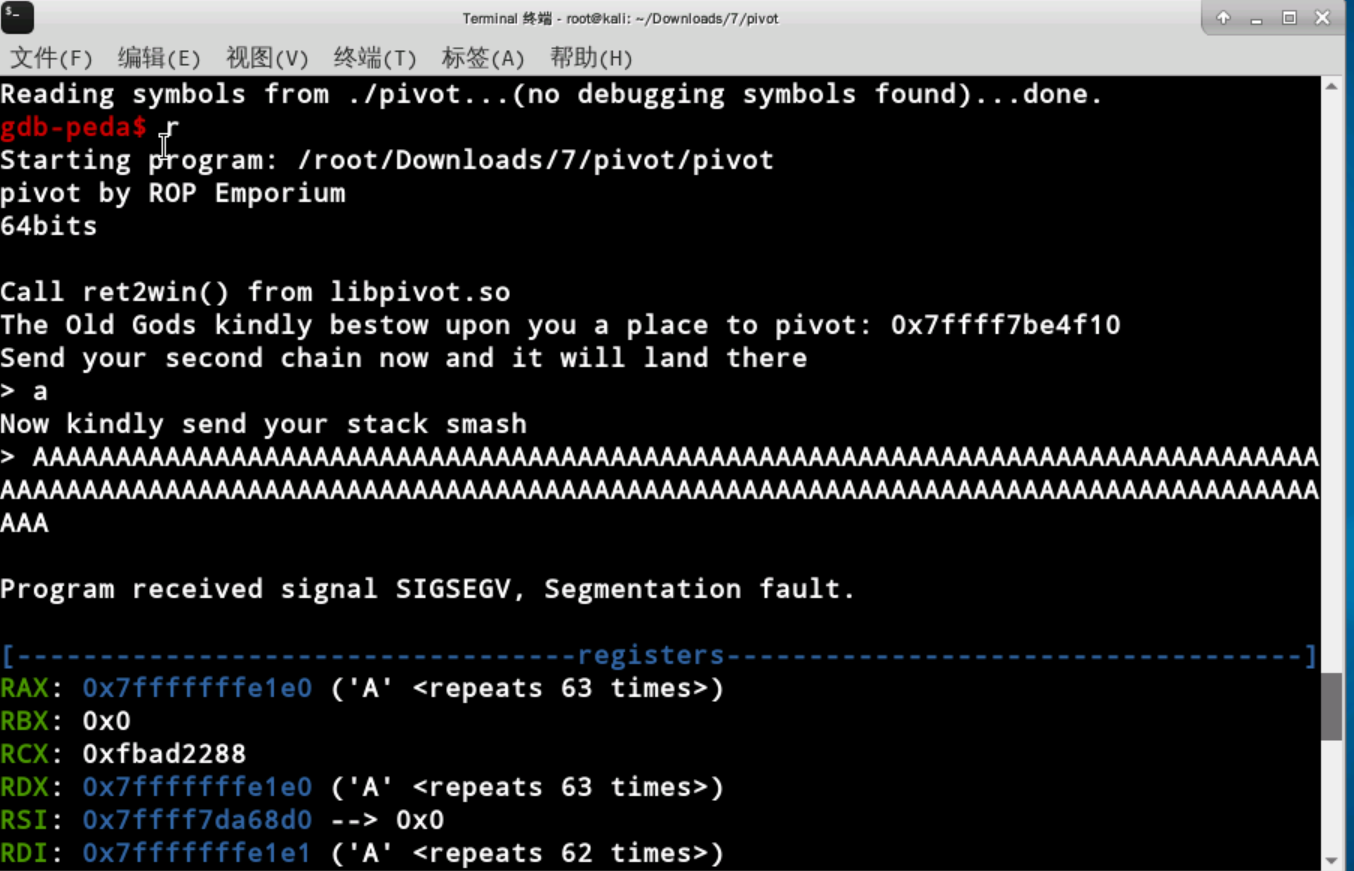 Terminal 终端 - root@kali: ~/Downloads/7/pivot
文件(F) 编辑(E) 视图(V) 终端(T) 标签(A) 帮助(H)
Reading symbols from ./pivot...(no debugging symbols found)...done.
gdb-peda$ r
Starting program: /root/Downloads/7/pivot/pivot
pivot by ROP Emporium
64bits
Call ret2win() from libpivot.so
The Old Gods kindly bestow upon you a place to pivot: 0x7ffff7be4f10
Send your second chain now and it will land there
> a
Now kindly send your stack smash
> AAAAAAAAAAAAAAAAAAAAAAAAAAAAAAAAAAAAAAAAAAAAAAAAAAAAAAAAAAAAAAAAAAAAAAAAAAAAAA
AAAAAAAAAAAAAAAAAAAAAAAAAAAAAAAAAAAAAAAAAAAAAAAAAAAAAAAAAAAAAAAAAAAAAAAAAAAAAAAA
AAA
Program received signal SIGSEGV, Segmentation fault.
[----------------------------------registers-----------------------------------]
RAX: 0x7fffffffe1e0 ('A' <repeats 63 times>)
RBX: 0x0
RCX: 0xfbad2288
RDX: 0x7fffffffe1e0 ('A' <repeats 63 times>)
RSI: 0x7ffff7da68d0 --> 0x0
RDI: 0x7fffffffe1e1 ('A' <repeats 62 times>)